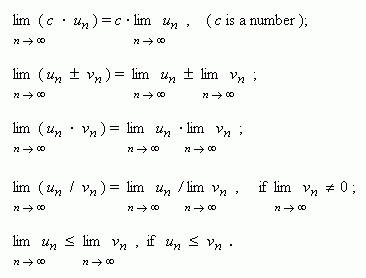 lim ( c · uₙ ) = c · lim uₙ , ( c is a number );
n → ∞ n → ∞
lim ( uₙ ± vₙ ) = lim uₙ ± lim vₙ ;
n → ∞ n → ∞ n → ∞
lim ( uₙ · vₙ ) = lim uₙ · lim vₙ ;
n → ∞ n → ∞ n → ∞
lim ( uₙ / vₙ ) = lim uₙ / lim vₙ , if lim vₙ ≠ 0 ;
n → ∞ n → ∞ n → ∞ n → ∞
lim uₙ ≤ lim vₙ , if uₙ ≤ vₙ .
n → ∞ n → ∞